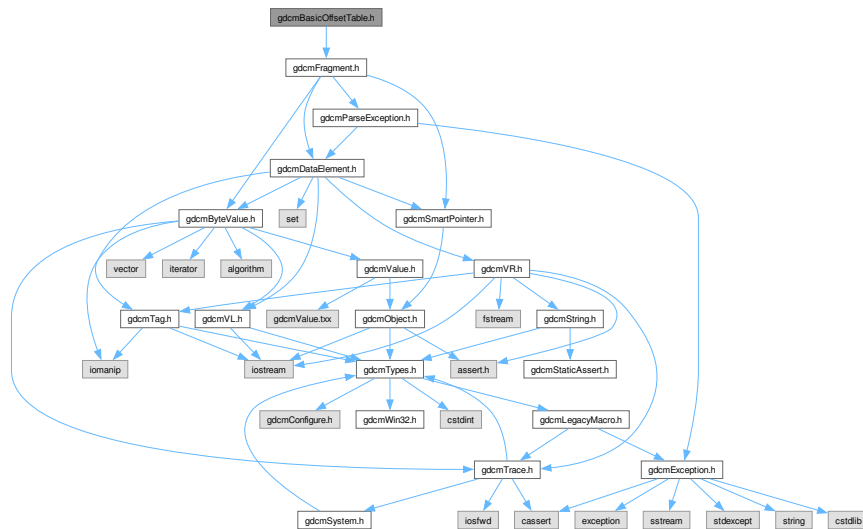 gdcmBasicOffsetTable.h
gdcmFragment.h
gdcmParseException.h
gdcmDataElement.h
gdcmByteValue.h
set
gdcmSmartPointer.h
vector
iterator
algorithm
gdcmValue.h
gdcmVR.h
gdcmTag.h
gdcmVL.h
gdcmValue.txx
gdcmObject.h
fstream
gdcmString.h
iomanip
iostream
gdcmTypes.h
assert.h
gdcmStaticAssert.h
gdcmConfigure.h
gdcmWin32.h
cstdint
gdcmLegacyMacro.h
gdcmTrace.h
gdcmException.h
gdcmSystem.h
iosfwd
cassert
exception
sstream
stdexcept
string
cstdlib